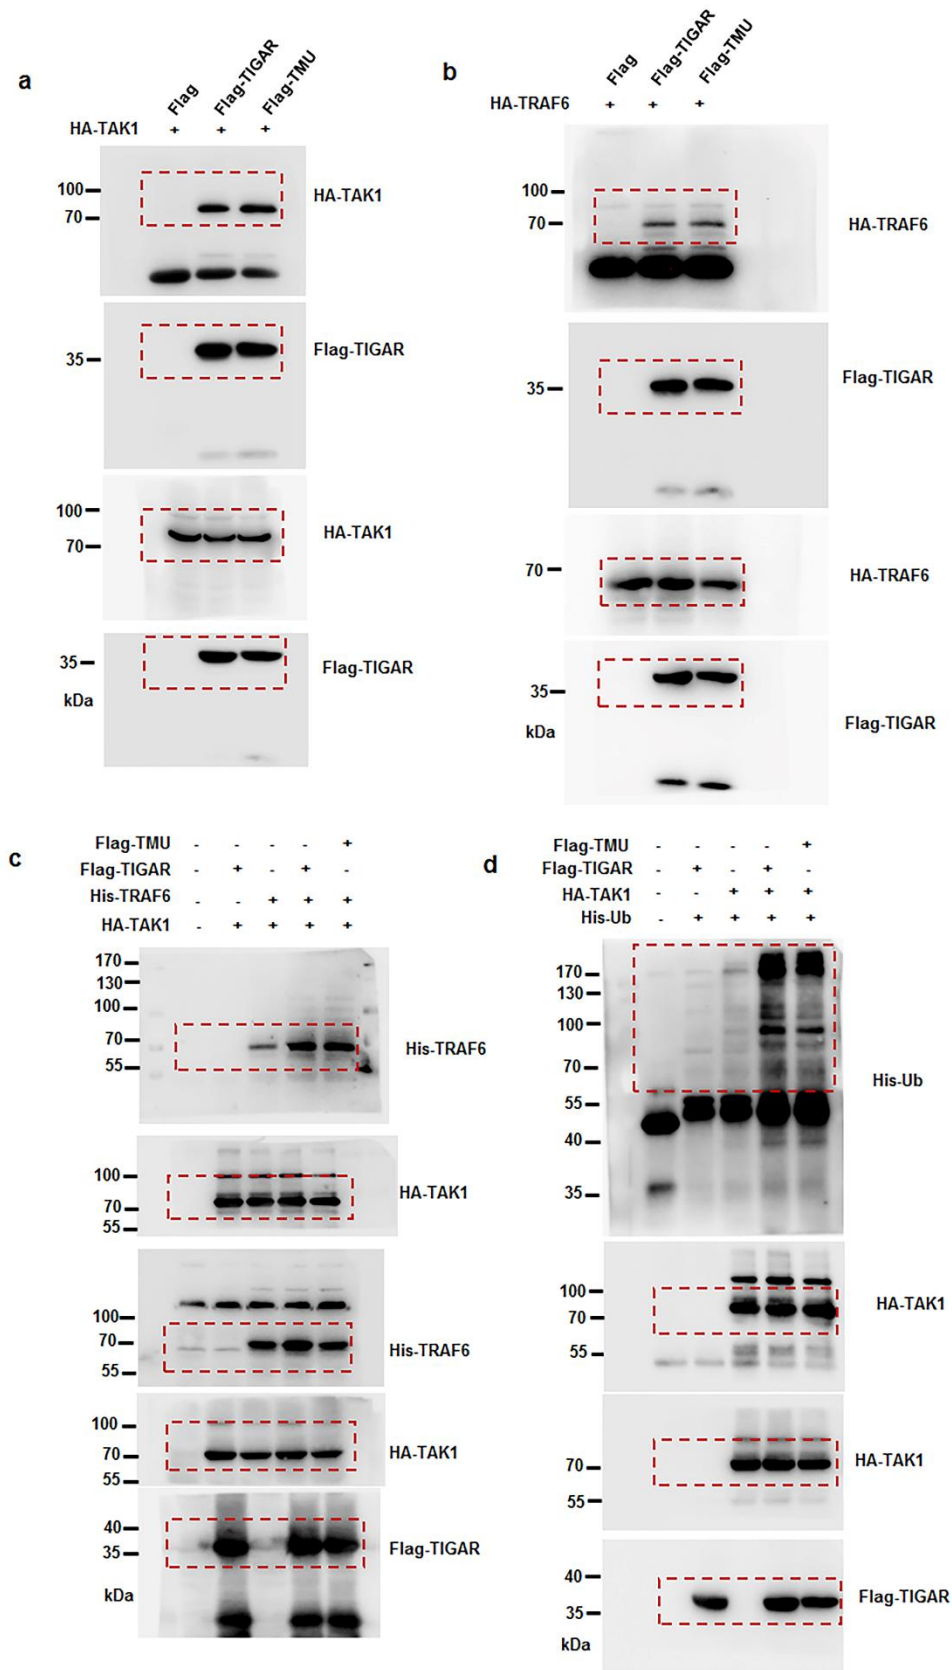 a
Flag
Flag-TIGAR
Flag-TMU
HA-TAK1 + + +
100
70
HA-TAK1
35
Flag-TIGAR
100
70
HA-TAK1
35
Flag-TIGAR
kDa
b
Flag
Flag-TIGAR
Flag-TMU
HA-TRAF6 + + +
100
70
HA-TRAF6
35
Flag-TIGAR
70
HA-TRAF6
35
Flag-TIGAR
kDa
c
Flag-TMU - - - - +
Flag-TIGAR - + - + -
His-TRAF6 - - + + +
HA-TAK1 - + + + +
170
130
100
70
55
His-TRAF6
100
70
55
HA-TAK1
100
70
55
His-TRAF6
100
70
55
HA-TAK1
40
35
Flag-TIGAR
kDa
d
Flag-TMU - - - - +
Flag-TIGAR - + - + -
HA-TAK1 - - + + +
His-Ub - + + + +
170
130
100
70
55
40
35
His-Ub
100
70
55
HA-TAK1
70
55
HA-TAK1
40
35
Flag-TIGAR
kDa